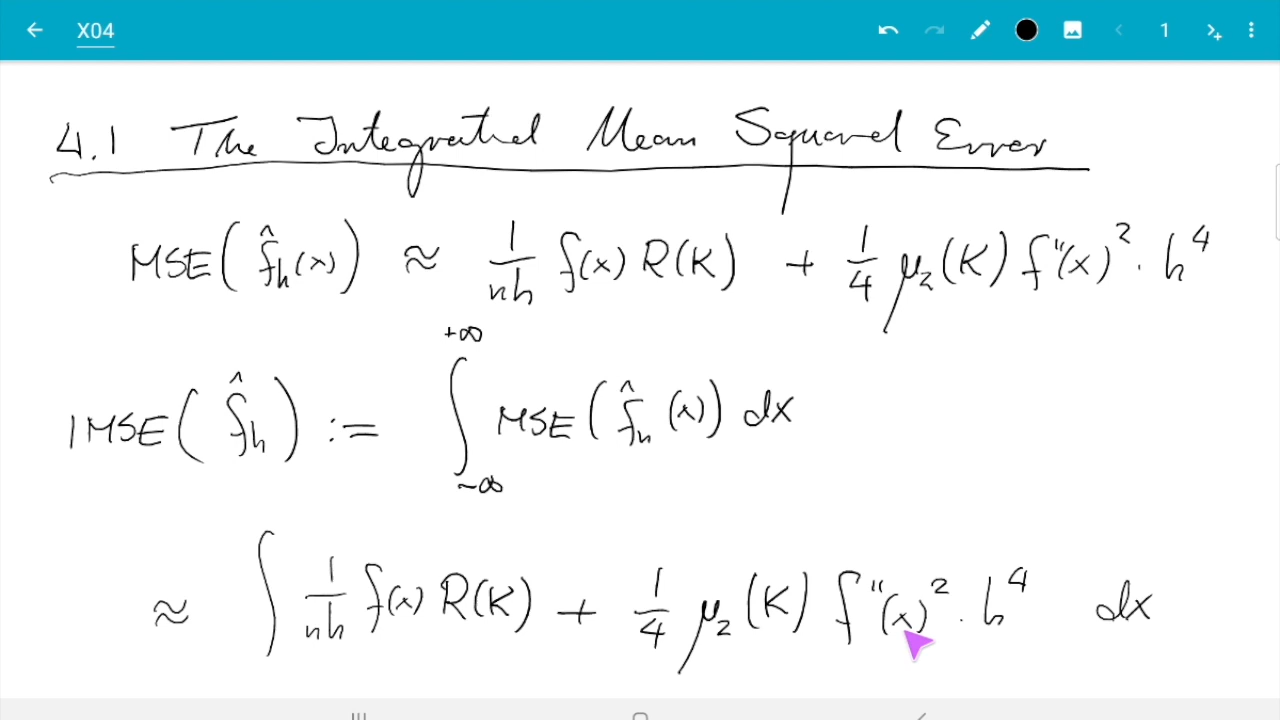 X04
1
4.1 The Integrated Mean Squared Error
MSE( f̂ₕ(x) ) ≈ 1/nh f(x) R(K) + 1/4 μ₂(K) f''(x)² · h⁴
IMSE( f̂ₕ ) := ∫_{-∞}^{+∞} MSE( f̂ₕ(x) ) dx
≈ ∫ 1/nh f(x) R(K) + 1/4 μ₂(K) f''(x)² · h⁴ dx